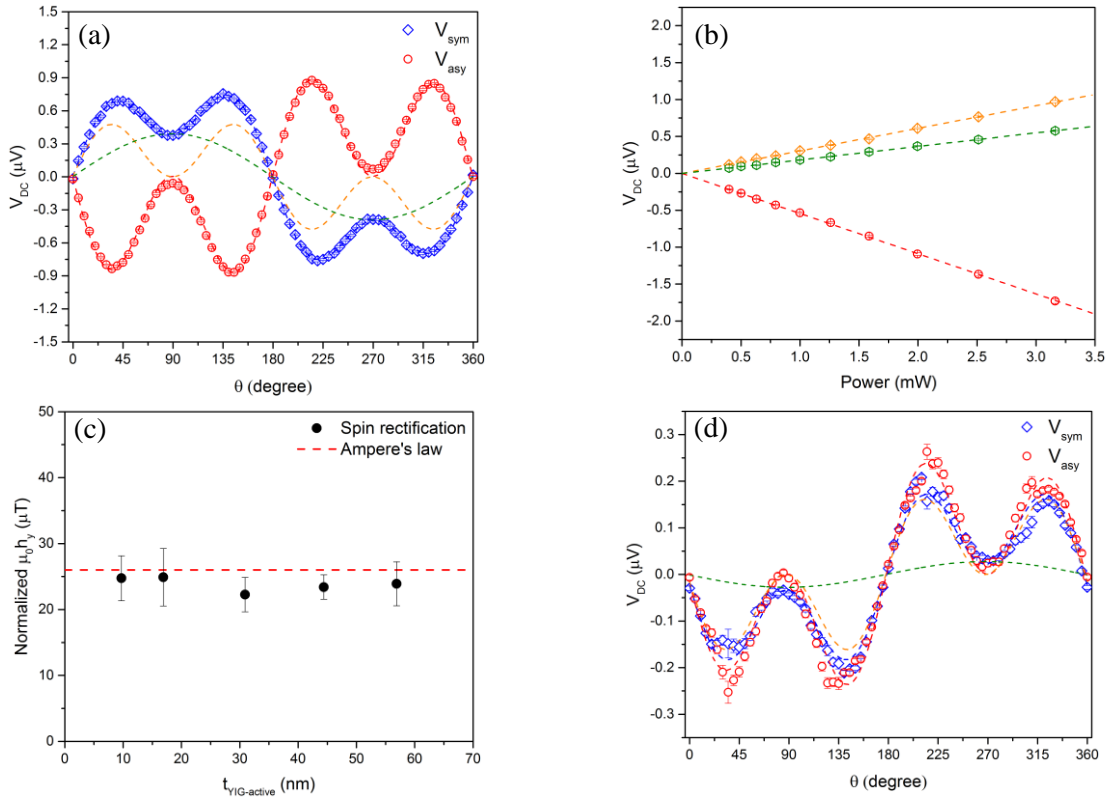 (a)
V_sym
V_asy
1.5
1.2
0.9
0.6
0.3
0.0
-0.3
-0.6
-0.9
-1.2
-1.5
V_DC (μV)
0 45 90 135 180 225 270 315 360
θ (degree)
(b)
2.0
1.5
1.0
0.5
0.0
-0.5
-1.0
-1.5
-2.0
V_DC (μV)
0.0 0.5 1.0 1.5 2.0 2.5 3.0 3.5
Power (mW)
(c)
Spin rectification
Ampere's law
50
40
30
20
10
0
Normalized μ₀h_y (μT)
0 10 20 30 40 50 60 70
t_YIG-active (nm)
(d)
V_sym
V_asy
0.3
0.2
0.1
0.0
-0.1
-0.2
-0.3
V_DC (μV)
0 45 90 135 180 225 270 315 360
θ (degree)